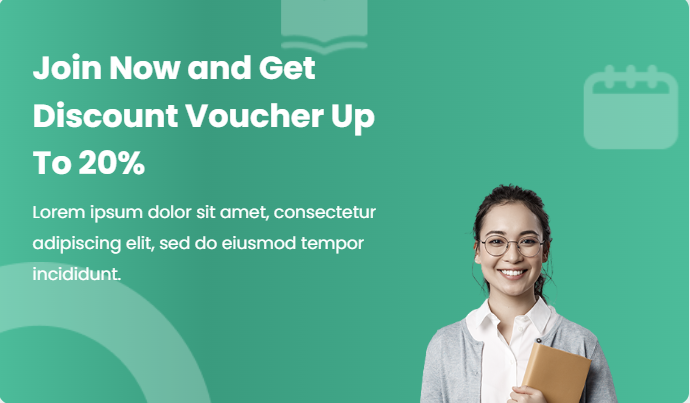 Join Now and Get
Discount Voucher Up
To 20%
Lorem ipsum dolor sit amet, consectetur
adipiscing elit, sed do eiusmod tempor
incididunt.